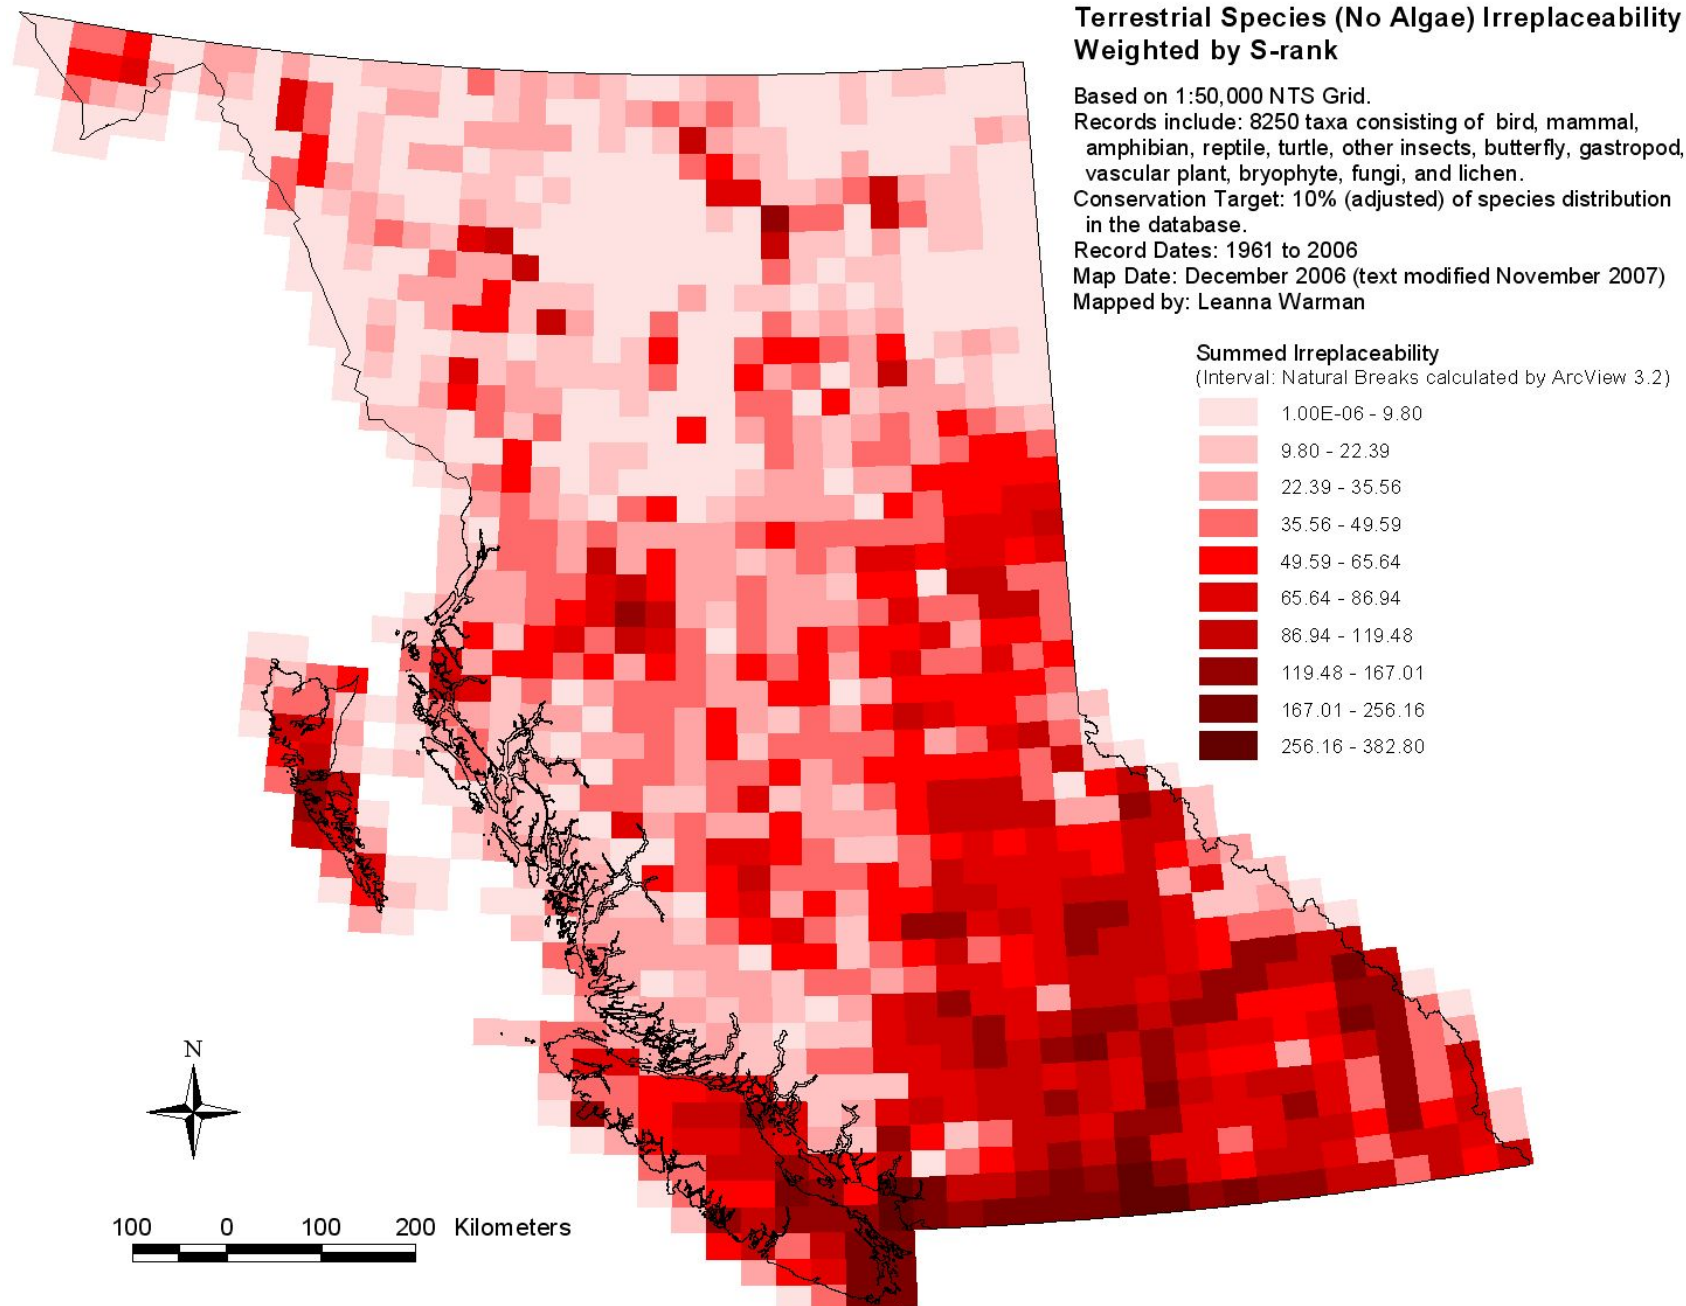 Terrestrial Species (No Algae) Irreplaceability
Weighted by S-rank
Based on 1:50,000 NTS Grid.
Records include: 8250 taxa consisting of bird, mammal,
amphibian, reptile, turtle, other insects, butterfly, gastropod,
vascular plant, bryophyte, fungi, and lichen.
Conservation Target: 10% (adjusted) of species distribution
in the database.
Record Dates: 1961 to 2006
Map Date: December 2006 (text modified November 2007)
Mapped by: Leanna Warman
Summed Irreplaceability
(Interval: Natural Breaks calculated by ArcView 3.2)
1.00E-06 - 9.80
9.80 - 22.39
22.39 - 35.56
35.56 - 49.59
49.59 - 65.64
65.64 - 86.94
86.94 - 119.48
119.48 - 167.01
167.01 - 256.16
256.16 - 382.80
N
100 0 100 200 Kilometers